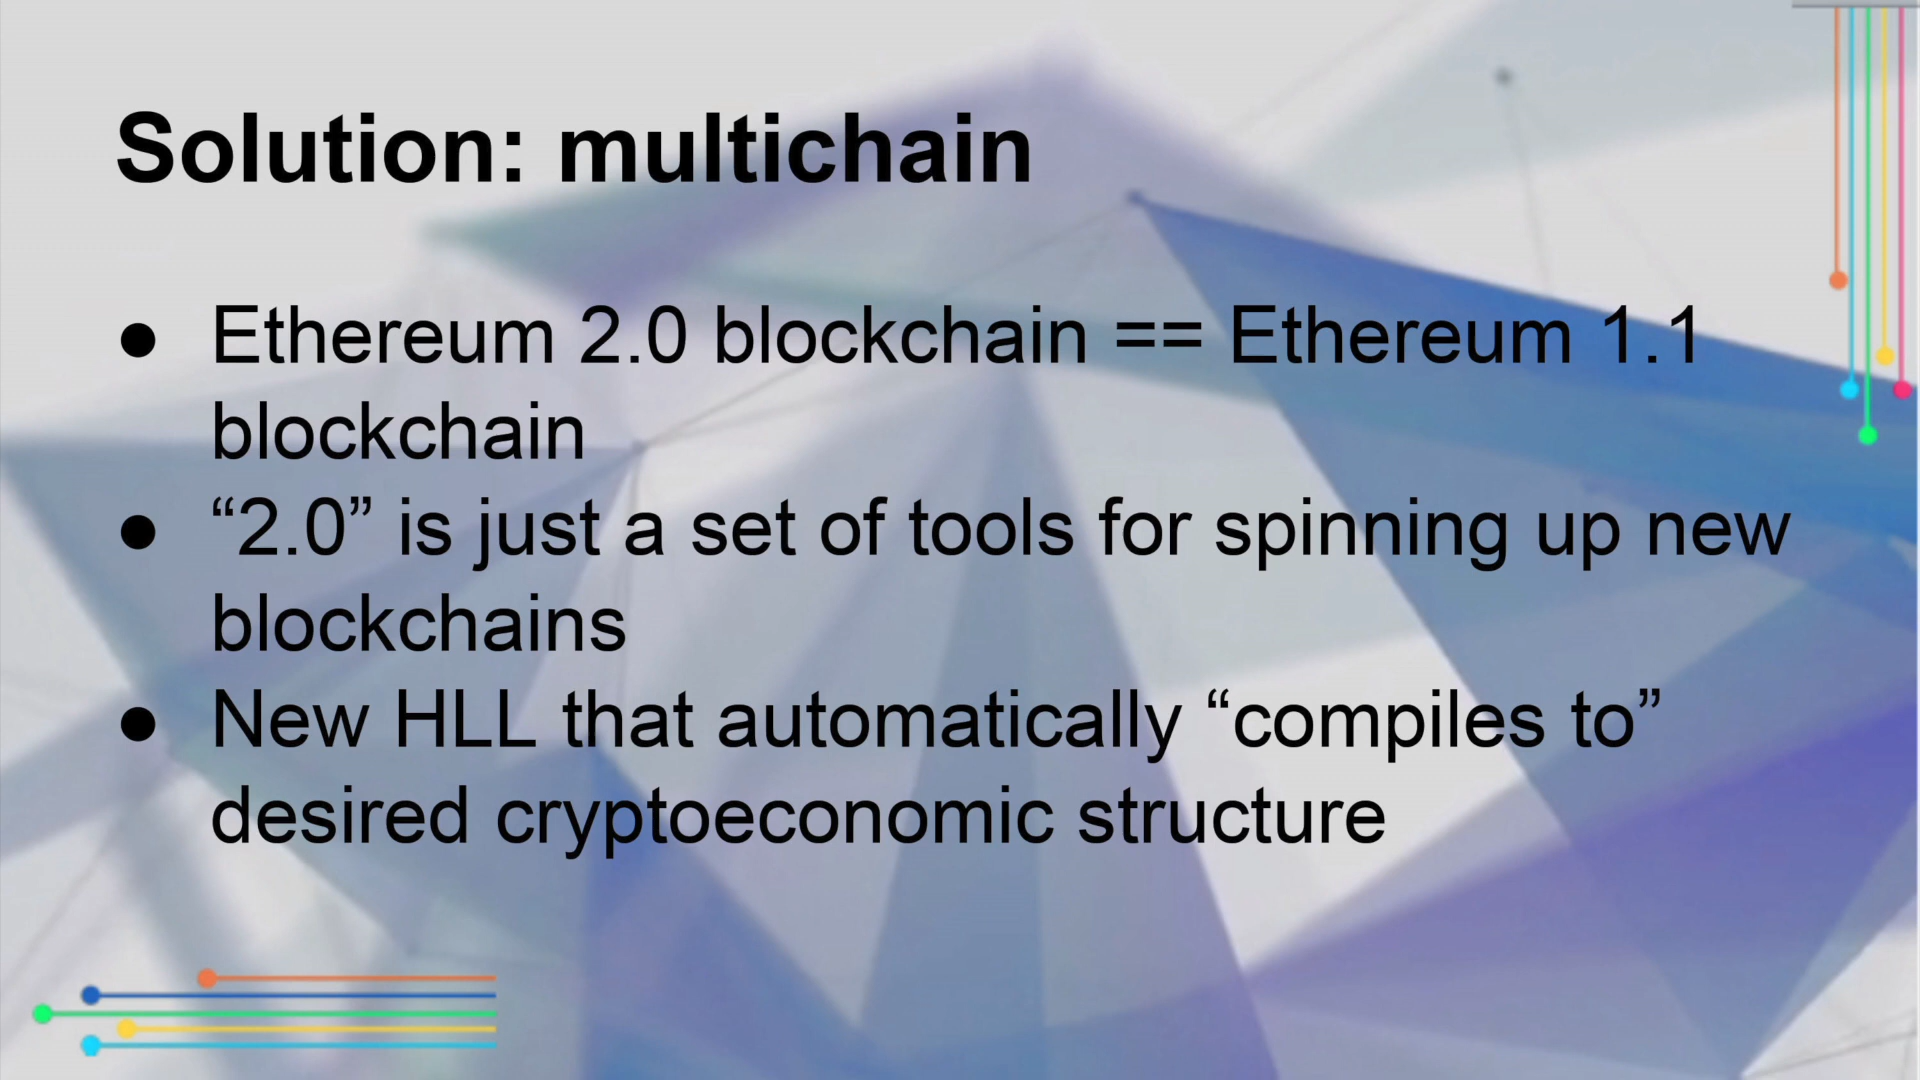 Solution: multichain
● Ethereum 2.0 blockchain == Ethereum 1.1
blockchain
● “2.0” is just a set of tools for spinning up new
blockchains
● New HLL that automatically “compiles to”
desired cryptoeconomic structure